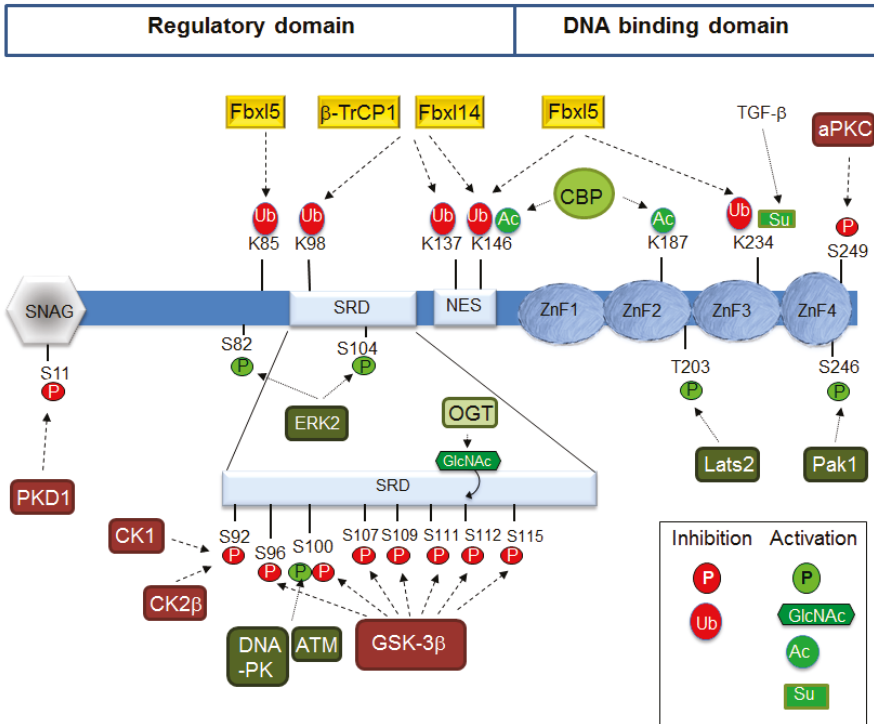 Regulatory domain
DNA binding domain
Fbxl5
β-TrCP1
Fbxl14
Fbxl5
TGF-β
aPKC
CBP
Ub
Ub
Ub
Ub
Ac
Ac
Ub
Su
P
K85
K98
K137
K146
K187
K234
S249
SNAG
SRD
NES
ZnF1
ZnF2
ZnF3
ZnF4
S11
P
S82
P
S104
P
T203
P
S246
P
ERK2
OGT
GlcNAc
Lats2
Pak1
PKD1
SRD
S92
S96
S100
S107
S109
S111
S112
S115
P
P
P
P
P
P
P
P
P
CK1
CK2β
DNA
-PK
ATM
GSK-3β
Inhibition
Activation
P
P
Ub
GlcNAc
Ac
Su